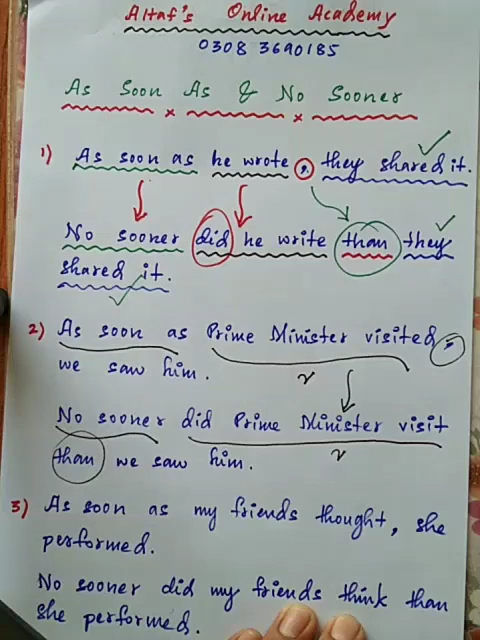 Altaf's Online Academy
0308 3690185
As Soon As & No Sooner
1) As soon as he wrote, they shared it.
No sooner did he write than they
shared it.
2) As soon as Prime Minister visited,
we saw him.
No sooner did Prime Minister visit
than we saw him.
3) As soon as my friends thought, she
performed.
No sooner did my friends think than
she performed.